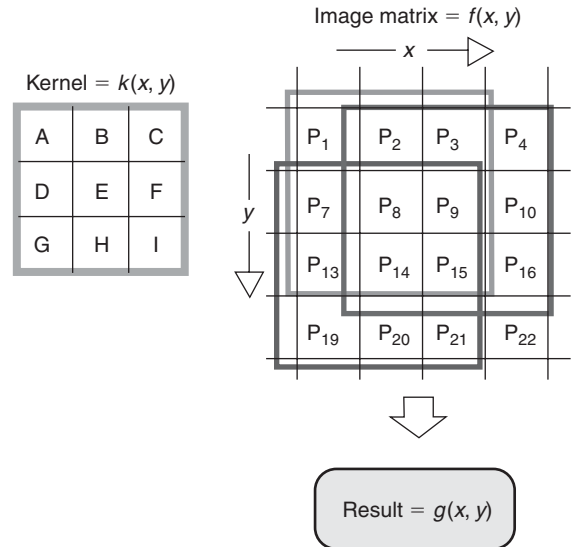 Image matrix = f(x, y)
x
Kernel = k(x, y)
A B C
D E F
G H I
y
P1 P2 P3 P4
P7 P8 P9 P10
P13 P14 P15 P16
P19 P20 P21 P22
Result = g(x, y)